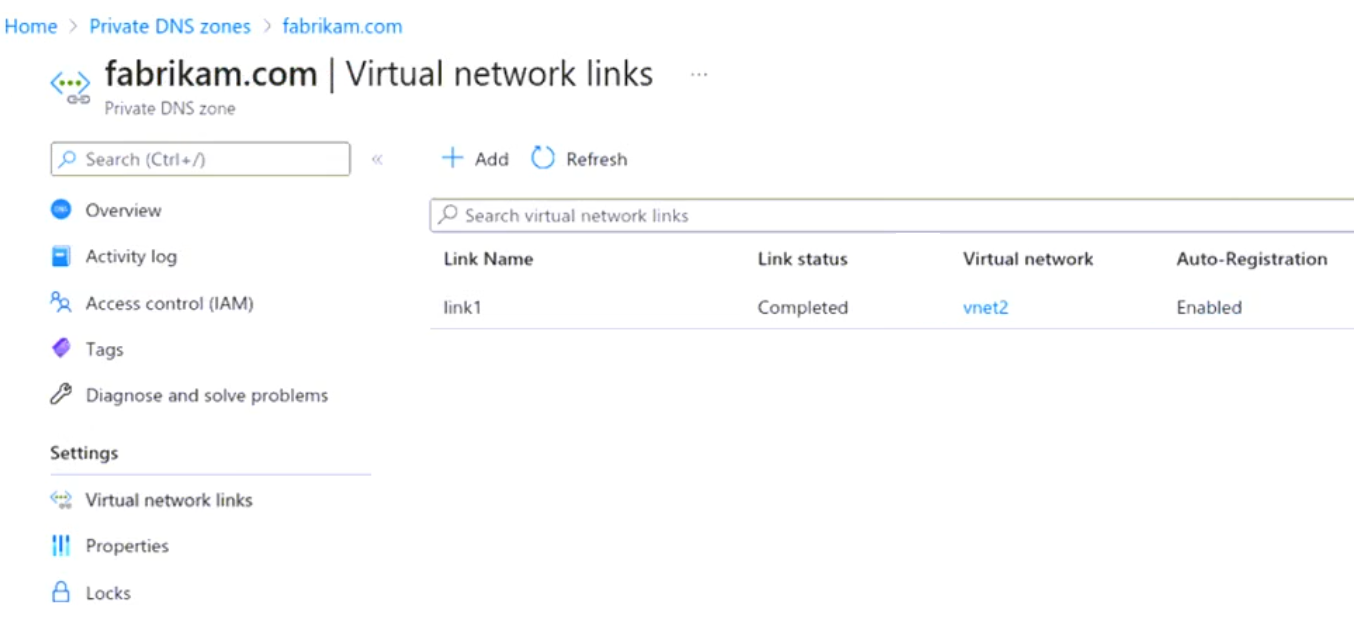 Home > Private DNS zones > fabrikam.com
fabrikam.com | Virtual network links ...
Private DNS zone
Search (Ctrl+/) «
+ Add Refresh
Overview
Search virtual network links
Activity log
Link Name Link status Virtual network Auto-Registration
Access control (IAM)
link1 Completed vnet2 Enabled
Tags
Diagnose and solve problems
Settings
Virtual network links
Properties
Locks